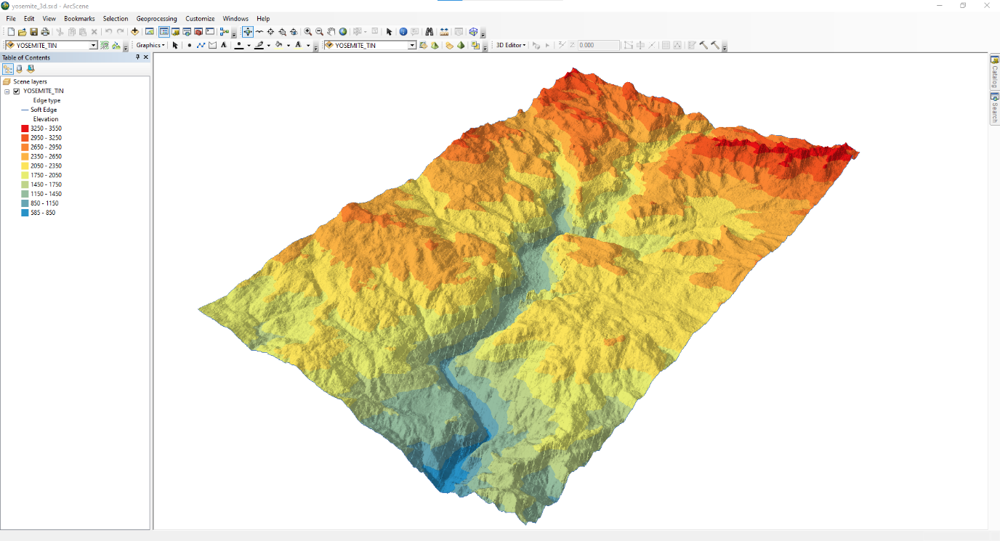 yosemite_3d.sxd - ArcScene
File Edit View Bookmarks Selection Geoprocessing Customize Windows Help
YOSEMITE_TIN Graphics YOSEMITE_TIN 3D Editor 0.000
Table of Contents
Scene layers
YOSEMITE_TIN
Edge type
Soft Edge
Elevation
3250 - 3550
2950 - 3250
2650 - 2950
2350 - 2650
2050 - 2350
1750 - 2050
1450 - 1750
1150 - 1450
850 - 1150
585 - 850
Catalog
Search